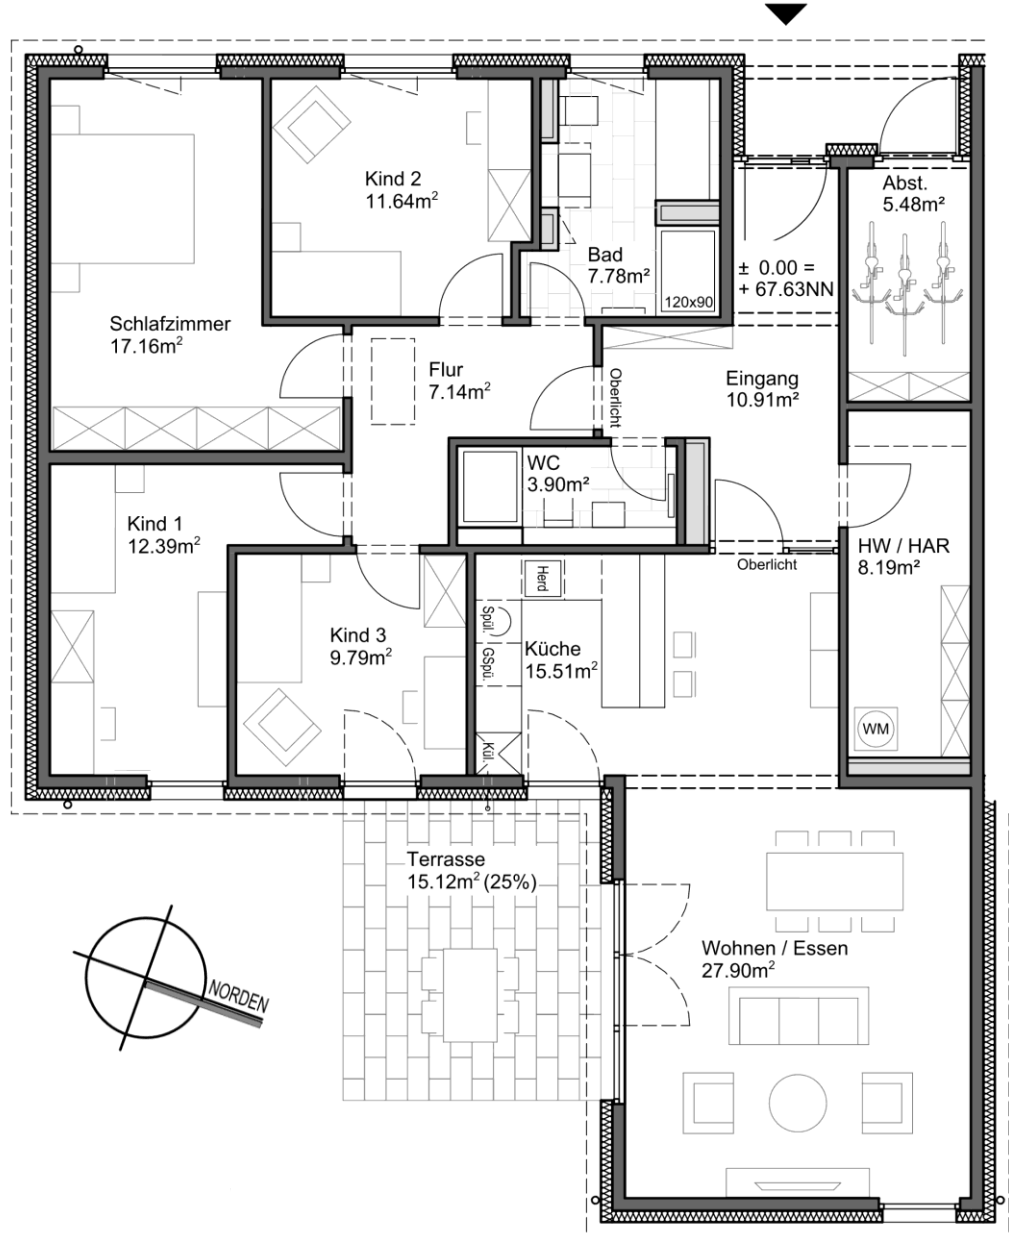 Kind 2
11.64m²
Abst.
5.48m²
Bad
7.78m²
± 0.00 =
+ 67.63NN
120x90
Schlafzimmer
17.16m²
Flur
7.14m²
Oberlicht
Eingang
10.91m²
WC
3.90m²
Kind 1
12.39m²
HW / HAR
8.19m²
Oberlicht
Herd
Spül.
GSpü.
Kül.
Kind 3
9.79m²
Küche
15.51m²
WM
Terrasse
15.12m² (25%)
Wohnen / Essen
27.90m²
NORDEN